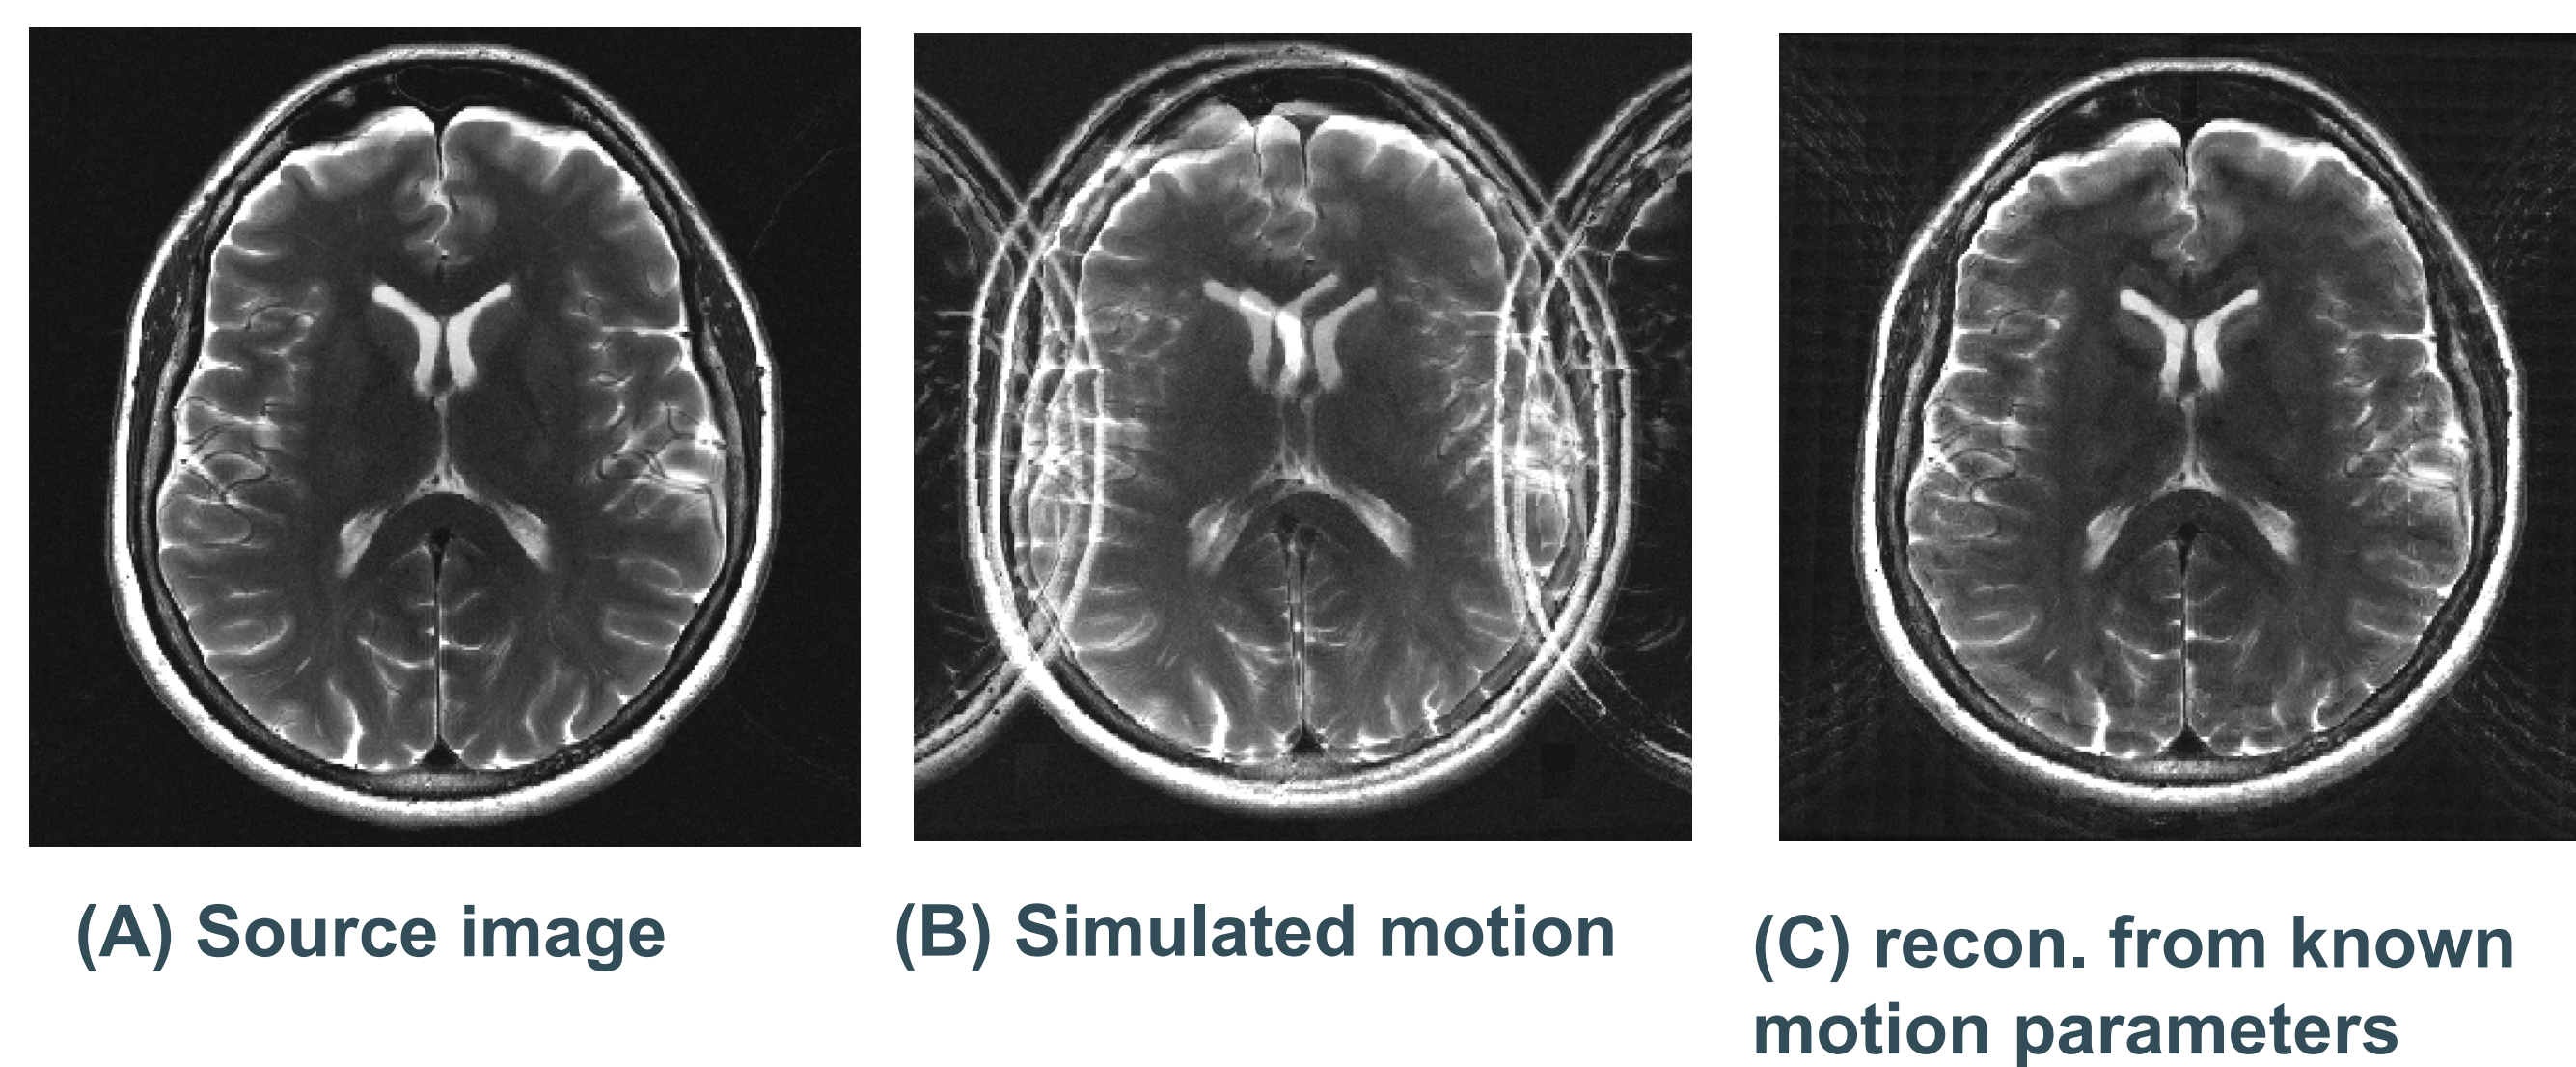 (A) Source image
(B) Simulated motion
(C) recon. from known
motion parameters